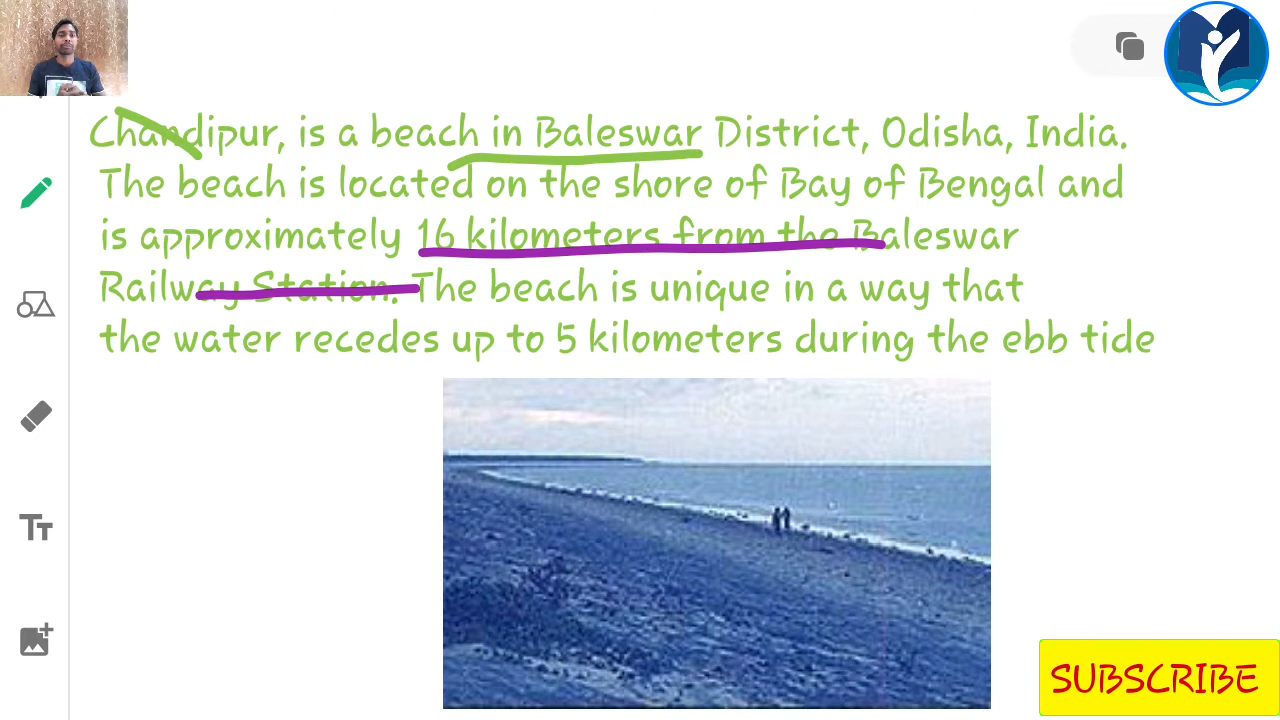 Chandipur, is a beach in Baleswar District, Odisha, India.
The beach is located on the shore of Bay of Bengal and
is approximately 16 kilometers from the Baleswar
Railway Station. The beach is unique in a way that
the water recedes up to 5 kilometers during the ebb tide
TT
SUBSCRIBE